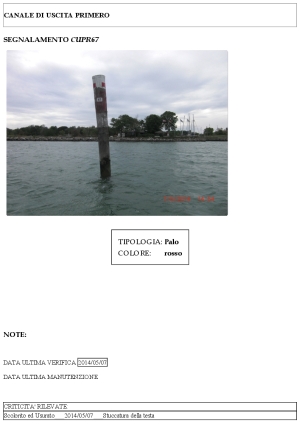 CANALE DI USCITA PRIMERO
SEGNALAMENTO CUPR67
TIPOLOGIA: Palo
COLORE: rosso
NOTE:
DATA ULTIMA VERIFICA 2014/05/07
DATA ULTIMA MANUTENZIONE
CRITICITA' RILEVATE
Scolorito ed Usurato 2014/05/07 Stuccatura della testa